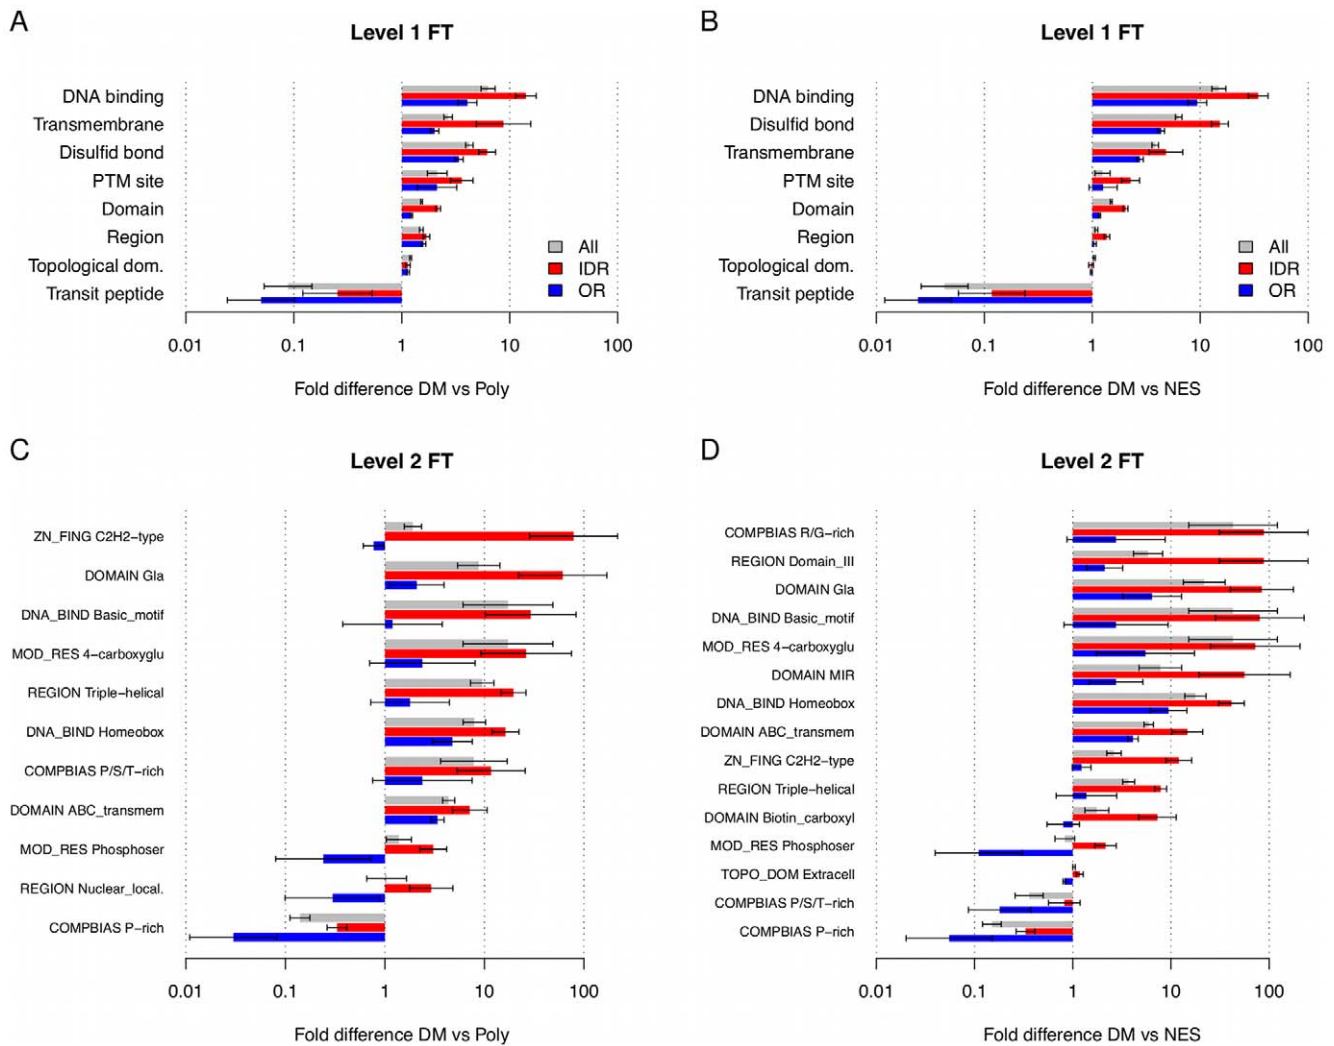 A
Level 1 FT
DNA binding
Transmembrane
Disulfid bond
PTM site
Domain
Region
Topological dom.
Transit peptide
All
IDR
OR
0.01 0.1 1 10 100
Fold difference DM vs Poly
B
Level 1 FT
DNA binding
Disulfid bond
Transmembrane
PTM site
Domain
Region
Topological dom.
Transit peptide
All
IDR
OR
0.01 0.1 1 10 100
Fold difference DM vs NES
C
Level 2 FT
ZN_FING C2H2−type
DOMAIN Gla
DNA_BIND Basic_motif
MOD_RES 4−carboxyglu
REGION Triple−helical
DNA_BIND Homeobox
COMPBIAS P/S/T−rich
DOMAIN ABC_transmem
MOD_RES Phosphoser
REGION Nuclear_local.
COMPBIAS P−rich
0.01 0.1 1 10 100
Fold difference DM vs Poly
D
Level 2 FT
COMPBIAS R/G−rich
REGION Domain_III
DOMAIN Gla
DNA_BIND Basic_motif
MOD_RES 4−carboxyglu
DOMAIN MIR
DNA_BIND Homeobox
DOMAIN ABC_transmem
ZN_FING C2H2−type
REGION Triple−helical
DOMAIN Biotin_carboxyl
MOD_RES Phosphoser
TOPO_DOM Extracell
COMPBIAS P/S/T−rich
COMPBIAS P−rich
0.01 0.1 1 10 100
Fold difference DM vs NES